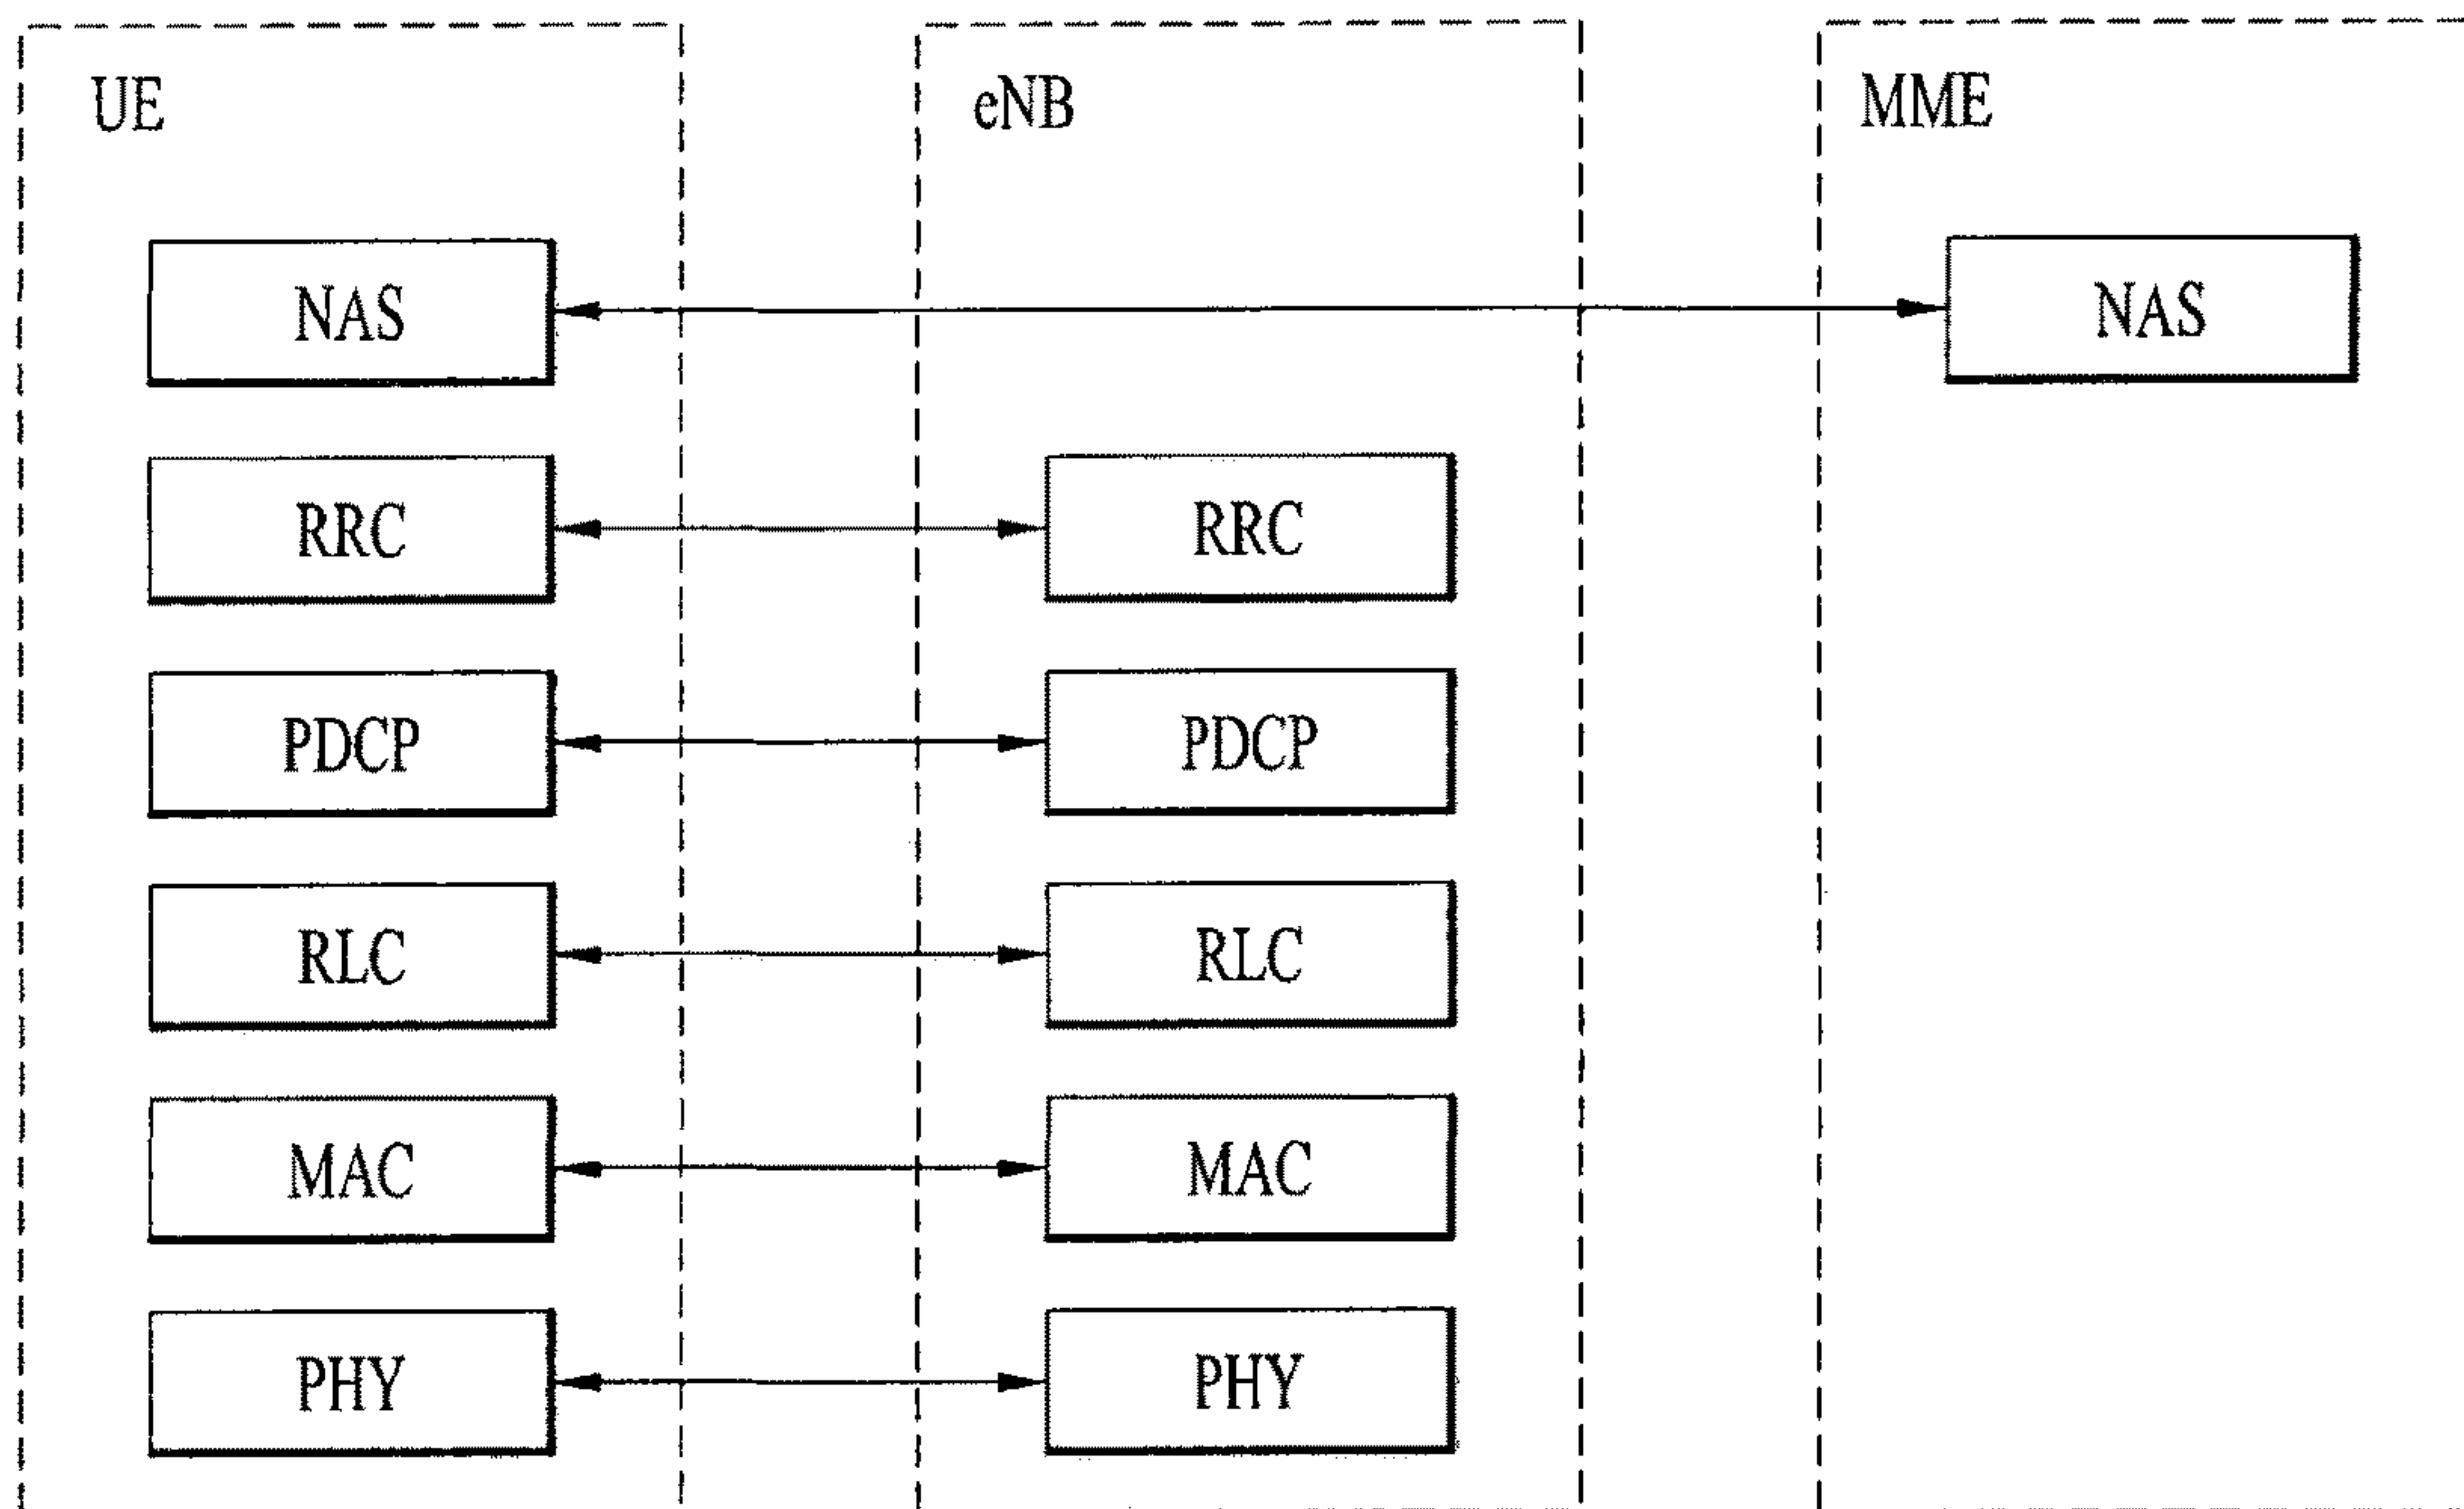 UE eNB MME
NAS NAS
RRC RRC
PDCP PDCP
RLC RLC
MAC MAC
PHY PHY